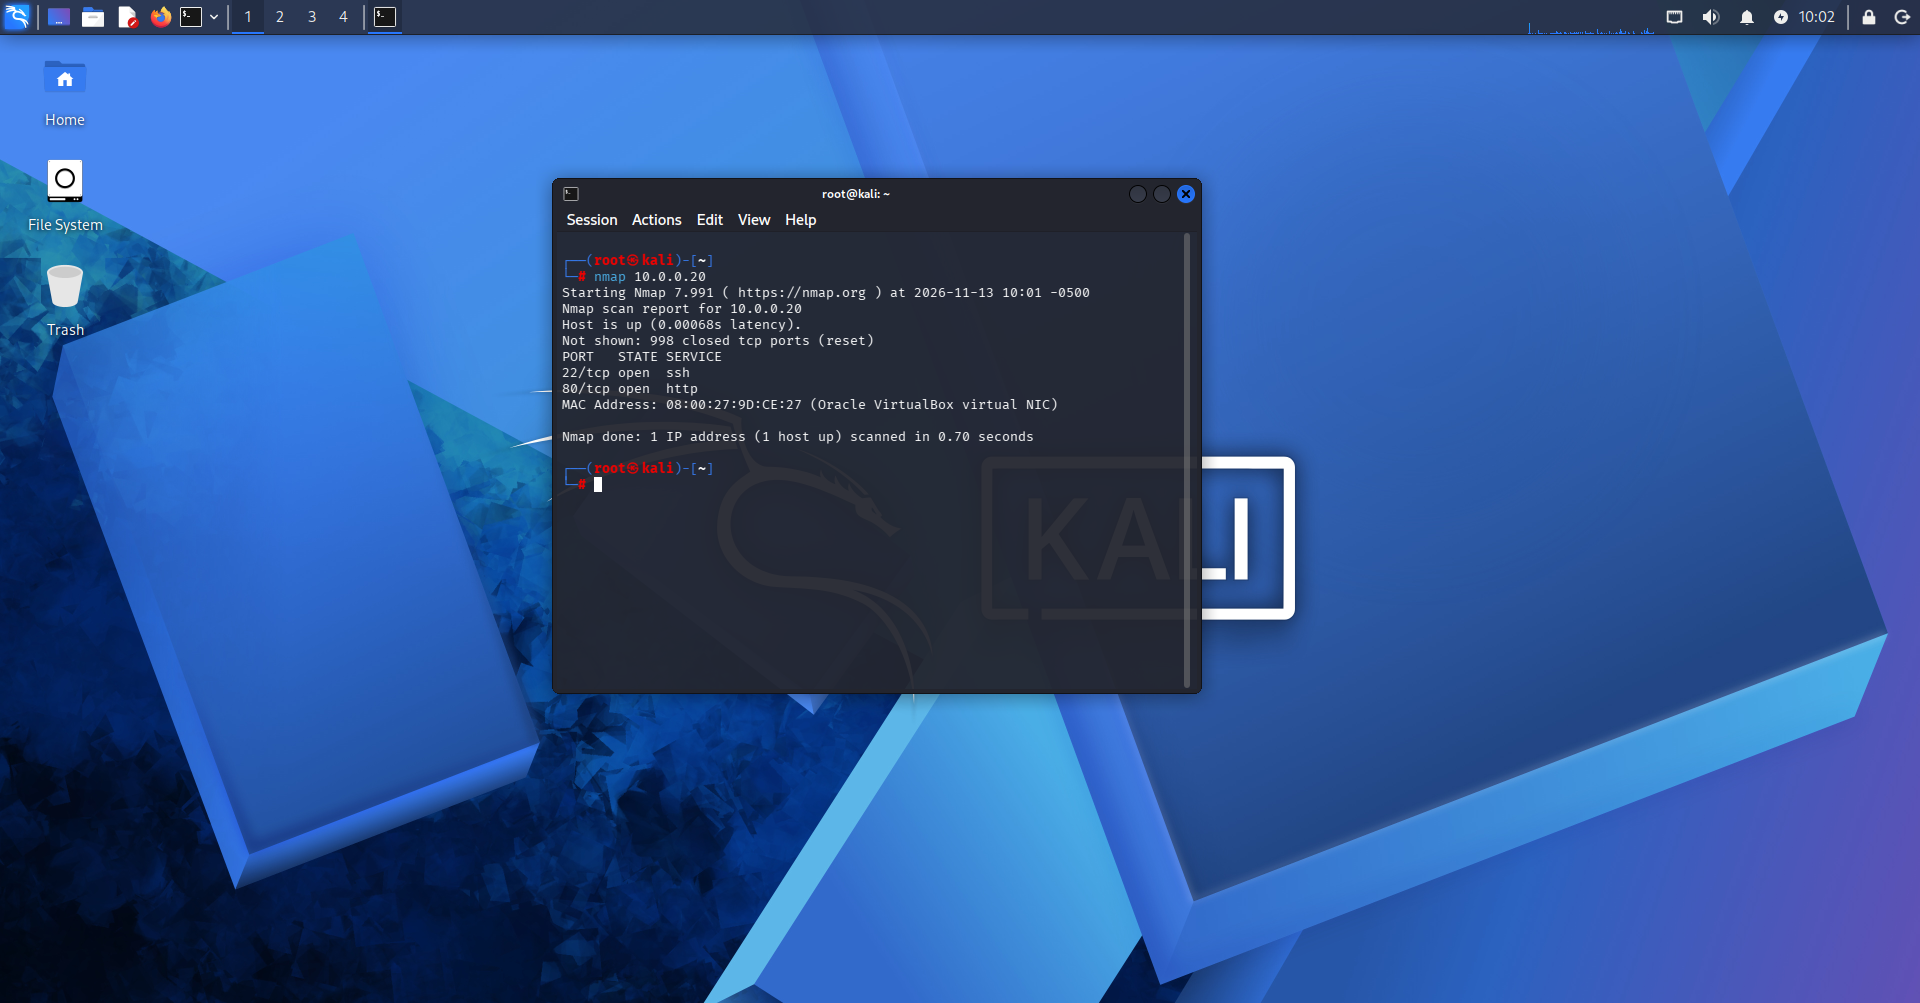 1 2 3 4 10:02
Home
File System
Trash
root@kali: ~
Session Actions Edit View Help
┌──(root㉿kali)-[~]
└─# nmap 10.0.0.20
Starting Nmap 7.991 ( https://nmap.org ) at 2026-11-13 10:01 -0500
Nmap scan report for 10.0.0.20
Host is up (0.00068s latency).
Not shown: 998 closed tcp ports (reset)
PORT   STATE SERVICE
22/tcp open  ssh
80/tcp open  http
MAC Address: 08:00:27:9D:CE:27 (Oracle VirtualBox virtual NIC)
Nmap done: 1 IP address (1 host up) scanned in 0.70 seconds
┌──(root㉿kali)-[~]
└─#
KALI